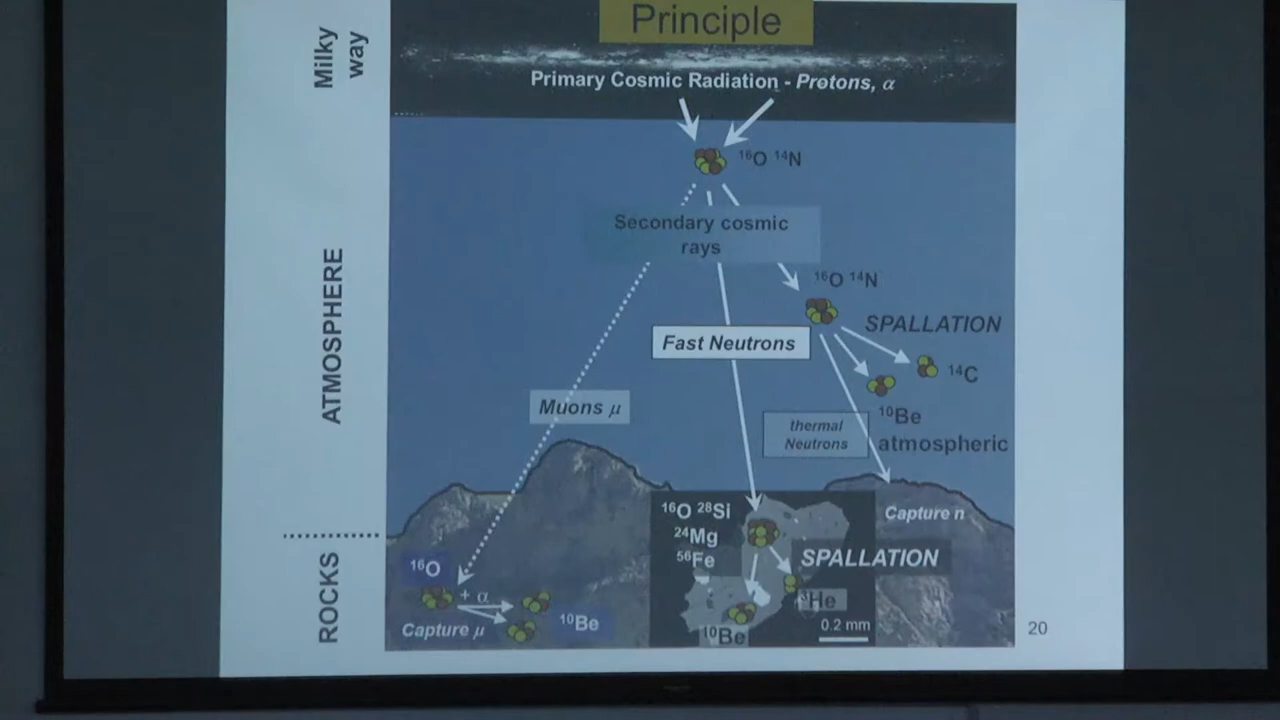 Principle
Milky
way
Primary Cosmic Radiation - Protons, α
¹⁶O ¹⁴N
Secondary cosmic
rays
¹⁶O ¹⁴N
ATMOSPHERE
SPALLATION
Fast Neutrons
¹⁴C
Muons μ
¹⁰Be
atmospheric
thermal
Neutrons
¹⁶O ²⁸Si
²⁴Mg
⁵⁶Fe
Capture n
SPALLATION
ROCKS
¹⁶O
+ α
³He
Capture μ
¹⁰Be
¹⁰Be
0.2 mm
20